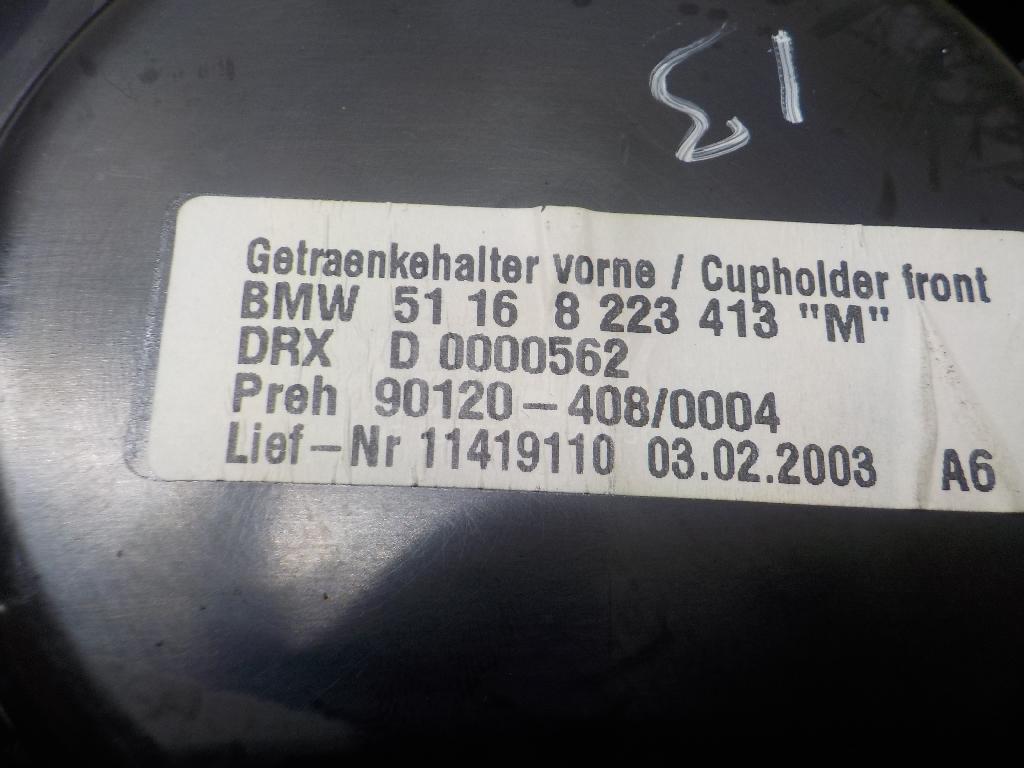 13
Getraenkehalter vorne / Cupholder front
BMW 51 16 8 223 413 "M"
DRX D 0000562
Preh 90120-408/0004
Lief-Nr 11419110 03.02.2003 A6